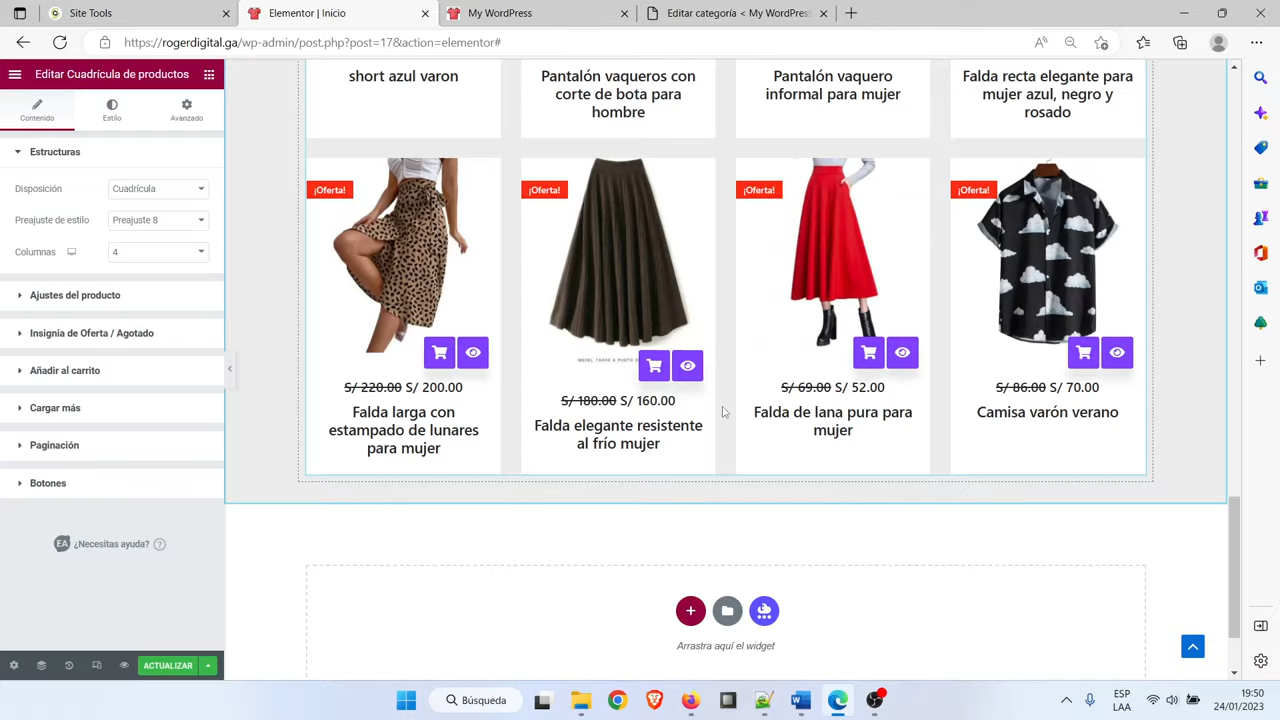 Site Tools
Elementor | Inicio
My WordPress
Editar categoría < My WordPress
https://rogerdigital.ga/wp-admin/post.php?post=17&action=elementor#
Editar Cuadrícula de productos
Contenido
Estilo
Avanzado
Estructuras
Disposición
Cuadrícula
Preajuste de estilo
Preajuste 8
Columnas
4
Ajustes del producto
Insignia de Oferta / Agotado
Añadir al carrito
Cargar más
Paginación
Botones
EA ¿Necesitas ayuda? ?
ACTUALIZAR
short azul varon
Pantalón vaqueros con
corte de bota para
hombre
Pantalón vaquero
informal para mujer
Falda recta elegante para
mujer azul, negro y
rosado
¡Oferta!
S/ 220.00 S/ 200.00
Falda larga con
estampado de lunares
para mujer
¡Oferta!
S/ 180.00 S/ 160.00
Falda elegante resistente
al frío mujer
¡Oferta!
S/ 69.00 S/ 52.00
Falda de lana pura para
mujer
¡Oferta!
S/ 86.00 S/ 70.00
Camisa varón verano
Arrastra aquí el widget
Búsqueda
ESP
LAA
19:50
24/01/2023